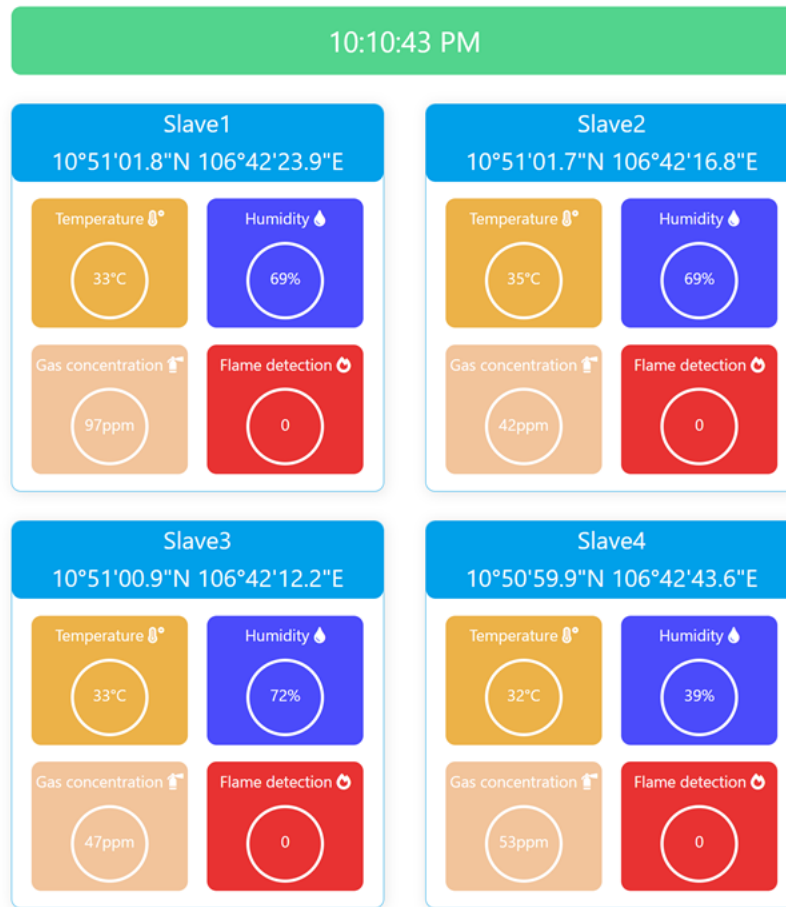 10:10:43 PM
Slave1
10°51'01.8"N 106°42'23.9"E
Temperature
33°C
Humidity
69%
Gas concentration
97ppm
Flame detection
0
Slave2
10°51'01.7"N 106°42'16.8"E
Temperature
35°C
Humidity
69%
Gas concentration
42ppm
Flame detection
0
Slave3
10°51'00.9"N 106°42'12.2"E
Temperature
33°C
Humidity
72%
Gas concentration
47ppm
Flame detection
0
Slave4
10°50'59.9"N 106°42'43.6"E
Temperature
32°C
Humidity
39%
Gas concentration
53ppm
Flame detection
0